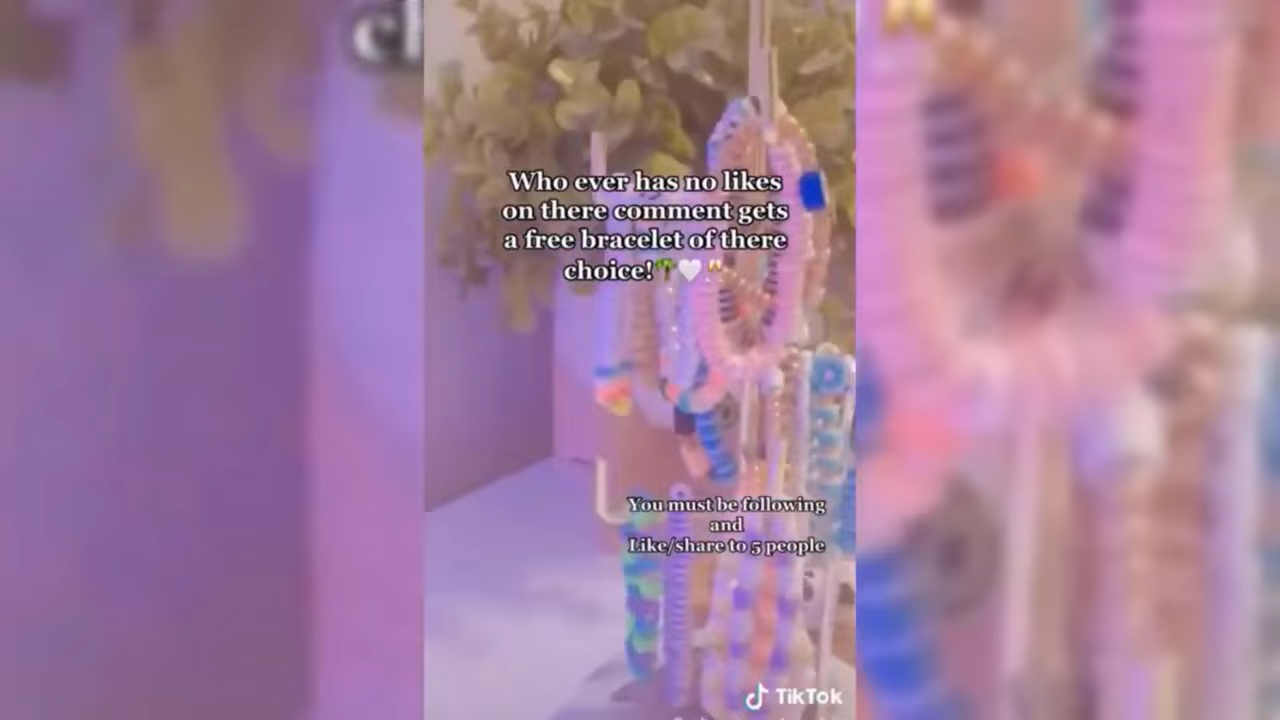 Who ever has no likes
on there comment gets
a free bracelet of there
choice!🌴🤍🥂
You must be following
and
Like/share to 5 people
TikTok